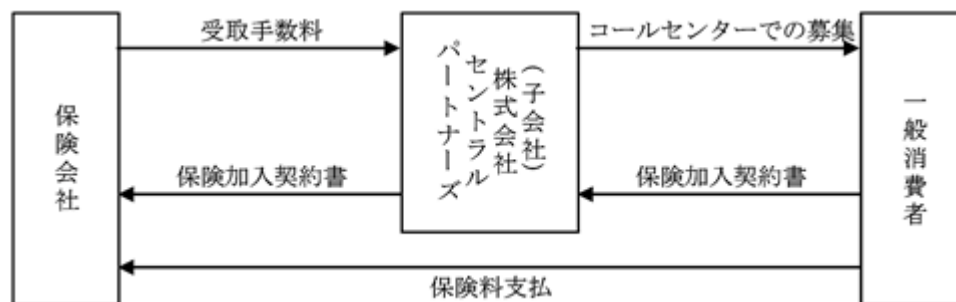 受取手数料
コールセンターでの募集
保険会社
(子会社)
株式会社
セントラル
パートナーズ
一般消費者
保険加入契約書
保険加入契約書
保険料支払